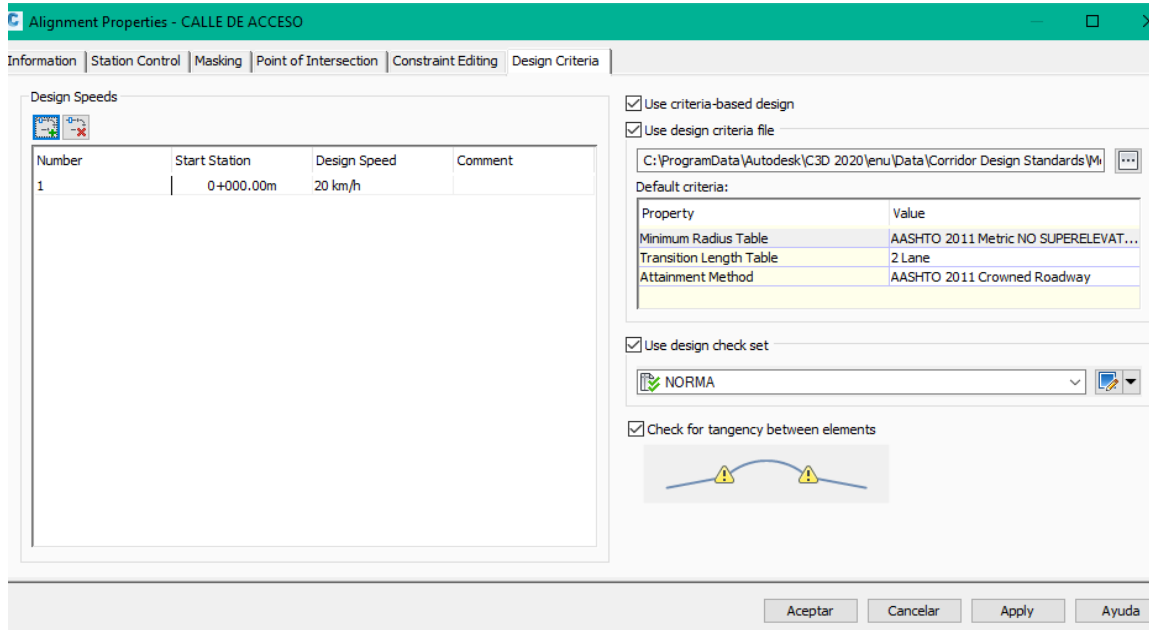 Alignment Properties - CALLE DE ACCESO
Information Station Control Masking Point of Intersection Constraint Editing Design Criteria
Design Speeds
Number Start Station Design Speed Comment
1 0+000.00m 20 km/h
Use criteria-based design
Use design criteria file
C:\ProgramData\Autodesk\C3D 2020\enu\Data\Corridor Design Standards\M
Default criteria:
Property Value
Minimum Radius Table AASHTO 2011 Metric NO SUPERELEVAT...
Transition Length Table 2 Lane
Attainment Method AASHTO 2011 Crowned Roadway
Use design check set
NORMA
Check for tangency between elements
Aceptar Cancelar Apply Ayuda